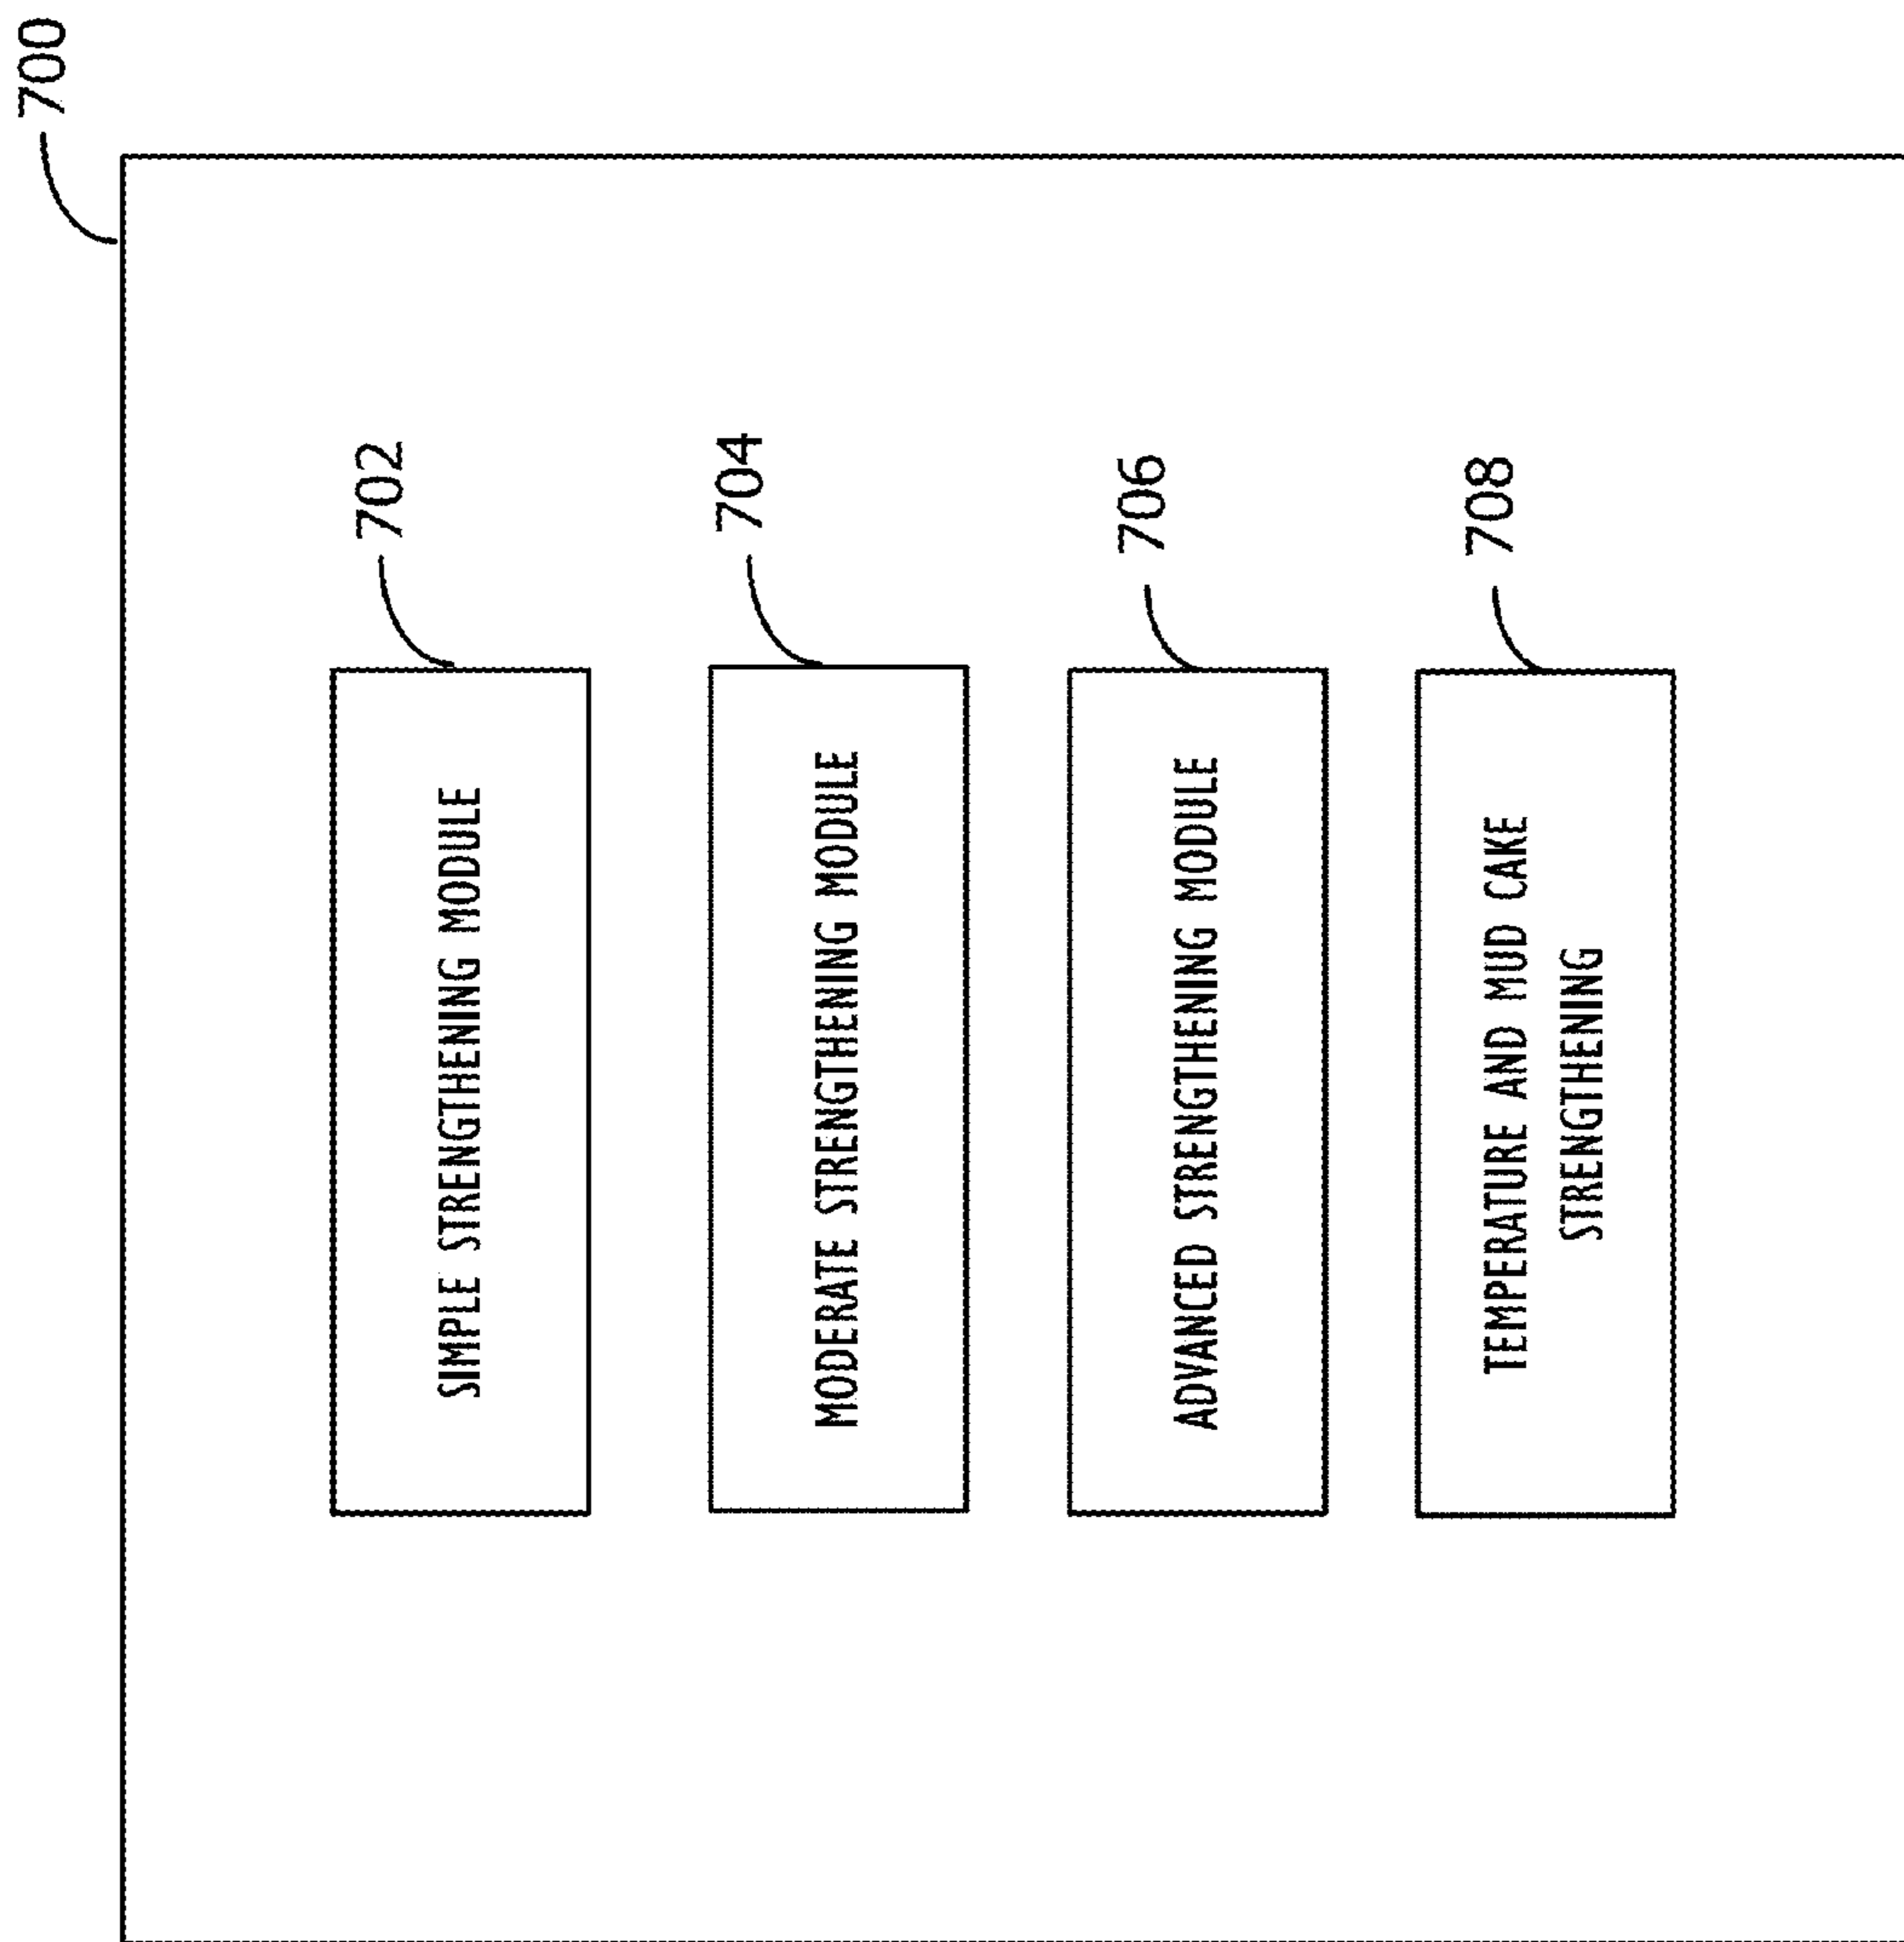 700
702
SIMPLE STRENGTHENING MODULE
704
MODERATE STRENGTHENING MODULE
706
ADVANCED STRENGTHENING MODULE
708
TEMPERATURE AND MUD CAKE
STRENGTHENING